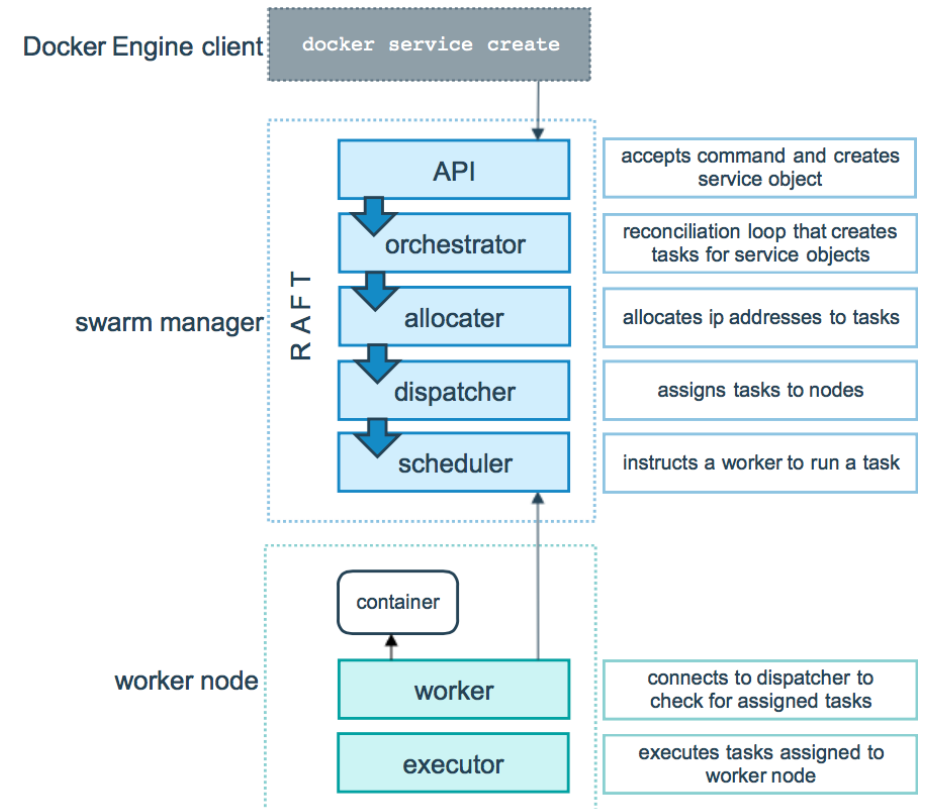 Docker Engine client
docker service create
API
accepts command and creates
service object
orchestrator
reconciliation loop that creates
tasks for service objects
swarm manager
RAFT
allocater
allocates ip addresses to tasks
dispatcher
assigns tasks to nodes
scheduler
instructs a worker to run a task
container
worker node
worker
connects to dispatcher to
check for assigned tasks
executor
executes tasks assigned to
worker node